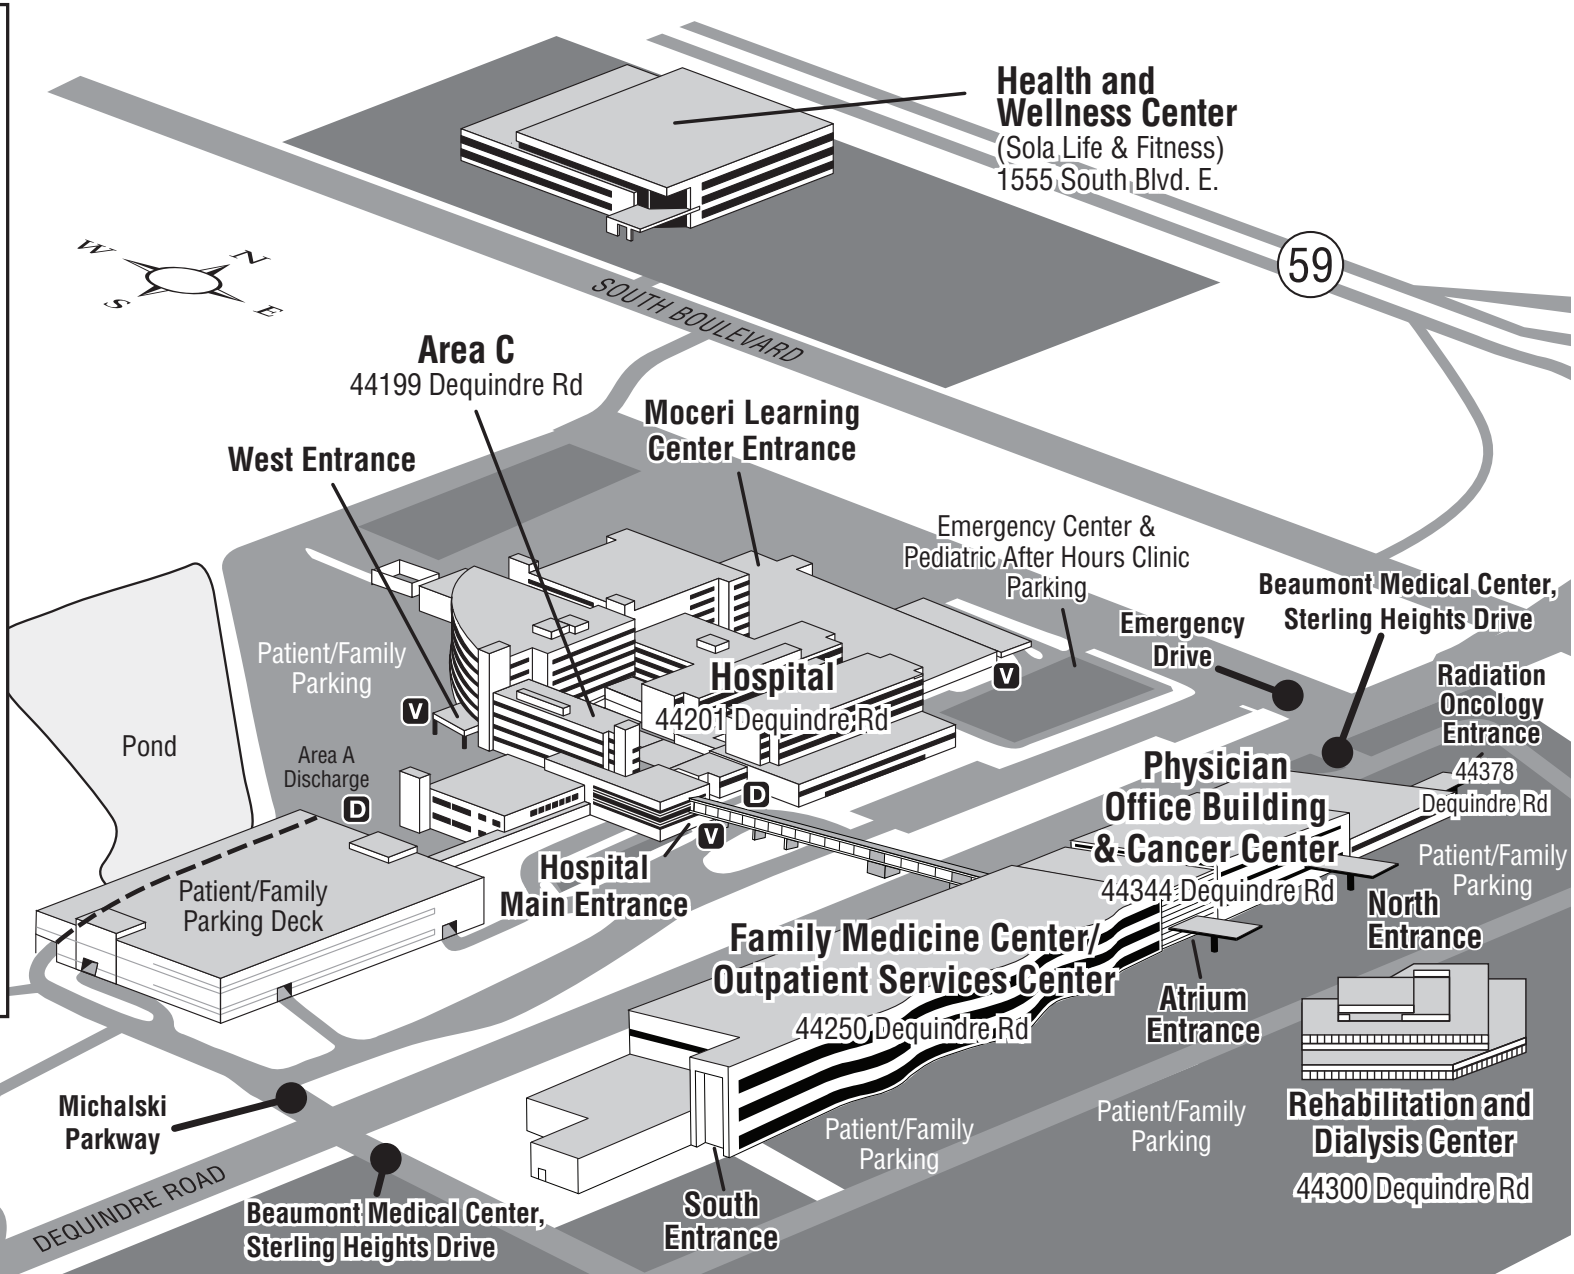 Health and
Wellness Center
(Sola Life & Fitness)
1555 South Blvd. E.
59
W
N
S
E
SOUTH BOULEVARD
Area C
44199 Dequindre Rd
Moceri Learning
Center Entrance
West Entrance
Emergency Center &
Pediatric After Hours Clinic
Parking
Beaumont Medical Center,
Sterling Heights Drive
Emergency
Drive
Radiation
Oncology
Entrance
44378
Dequindre Rd
Patient/Family
Parking
V
Hospital
44201 Dequindre Rd
V
Pond
Area A
Discharge
D
D
V
Physician
Office Building
& Cancer Center
44344 Dequindre Rd
Patient/Family
Parking
Hospital
Main Entrance
Patient/Family
Parking Deck
North
Entrance
Family Medicine Center/
Outpatient Services Center
44250 Dequindre Rd
Atrium
Entrance
Michalski
Parkway
Patient/Family
Parking
Patient/Family
Parking
Rehabilitation and
Dialysis Center
44300 Dequindre Rd
DEQUINDRE ROAD
Beaumont Medical Center,
Sterling Heights Drive
South
Entrance